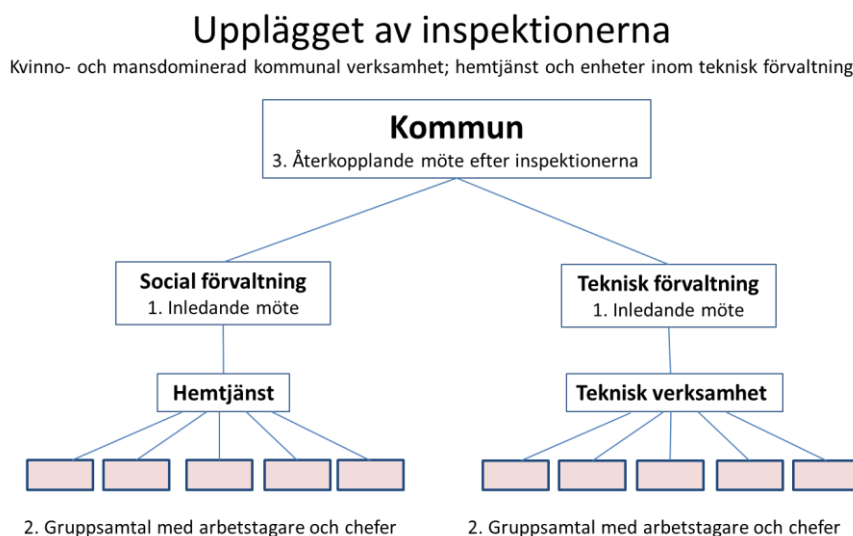 Upplägget av inspektionerna
Kvinno- och mansdominerad kommunal verksamhet; hemtjänst och enheter inom teknisk förvaltning
Kommun
3. Återkopplande möte efter inspektionerna
Social förvaltning
1. Inledande möte
Teknisk förvaltning
1. Inledande möte
Hemtjänst
Teknisk verksamhet
2. Gruppsamtal med arbetstagare och chefer
2. Gruppsamtal med arbetstagare och chefer